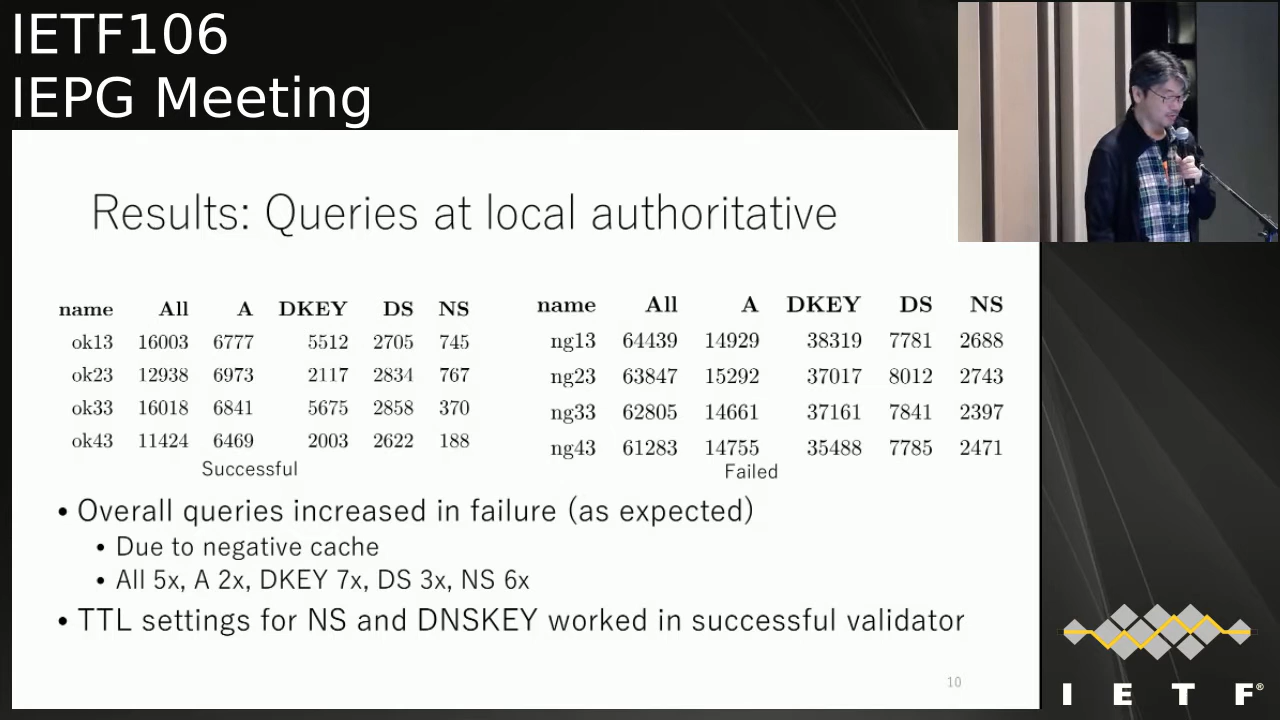 IETF106
IEPG Meeting
Results: Queries at local authoritative
name All A DKEY DS NS
ok13 16003 6777 5512 2705 745
ok23 12938 6973 2117 2834 767
ok33 16018 6841 5675 2858 370
ok43 11424 6469 2003 2622 188
Successful
name All A DKEY DS NS
ng13 64439 14929 38319 7781 2688
ng23 63847 15292 37017 8012 2743
ng33 62805 14661 37161 7841 2397
ng43 61283 14755 35488 7785 2471
Failed
• Overall queries increased in failure (as expected)
• Due to negative cache
• All 5x, A 2x, DKEY 7x, DS 3x, NS 6x
• TTL settings for NS and DNSKEY worked in successful validator
10
I E T F®